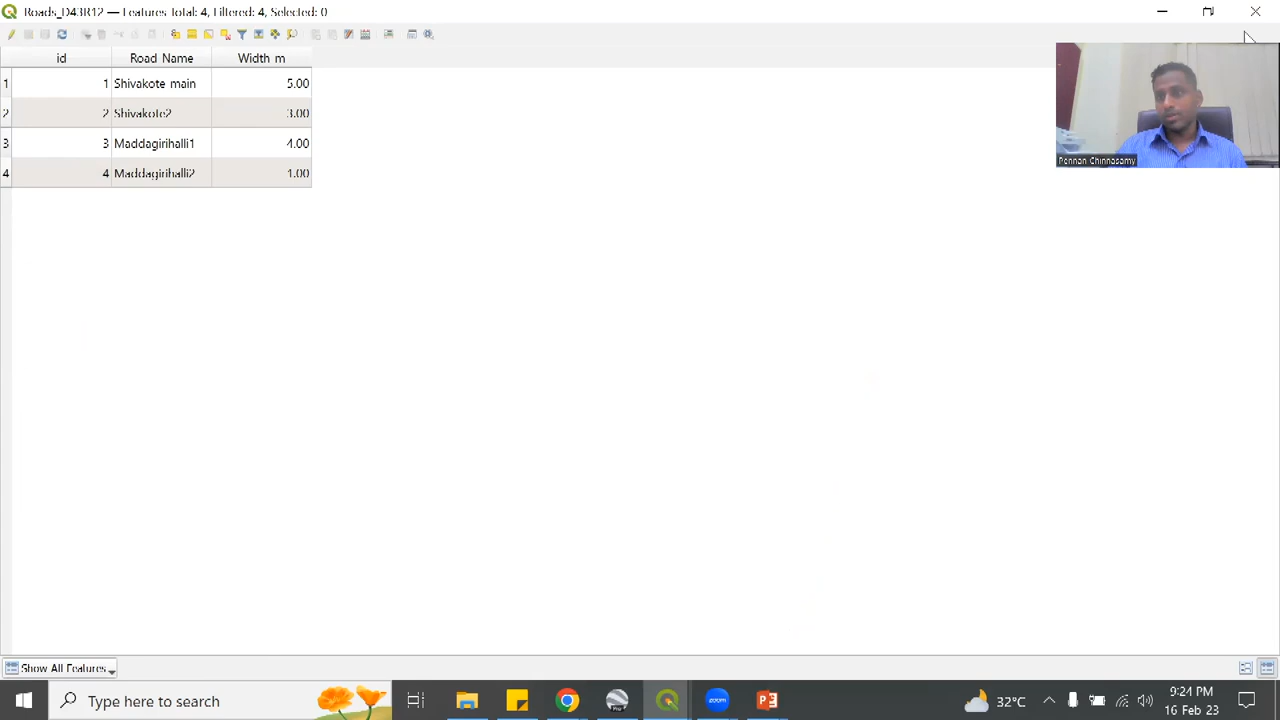 Roads_D43R12 — Features Total: 4, Filtered: 4, Selected: 0
id Road Name Width m
1 1 Shivakote main 5.00
2 2 Shivakote2 3.00
3 3 Maddagirihalli1 4.00
4 4 Maddagirihalli2 1.00
Pennan Chinnasamy
Show All Features
Type here to search
zoom
32°C
9:24 PM
16 Feb 23